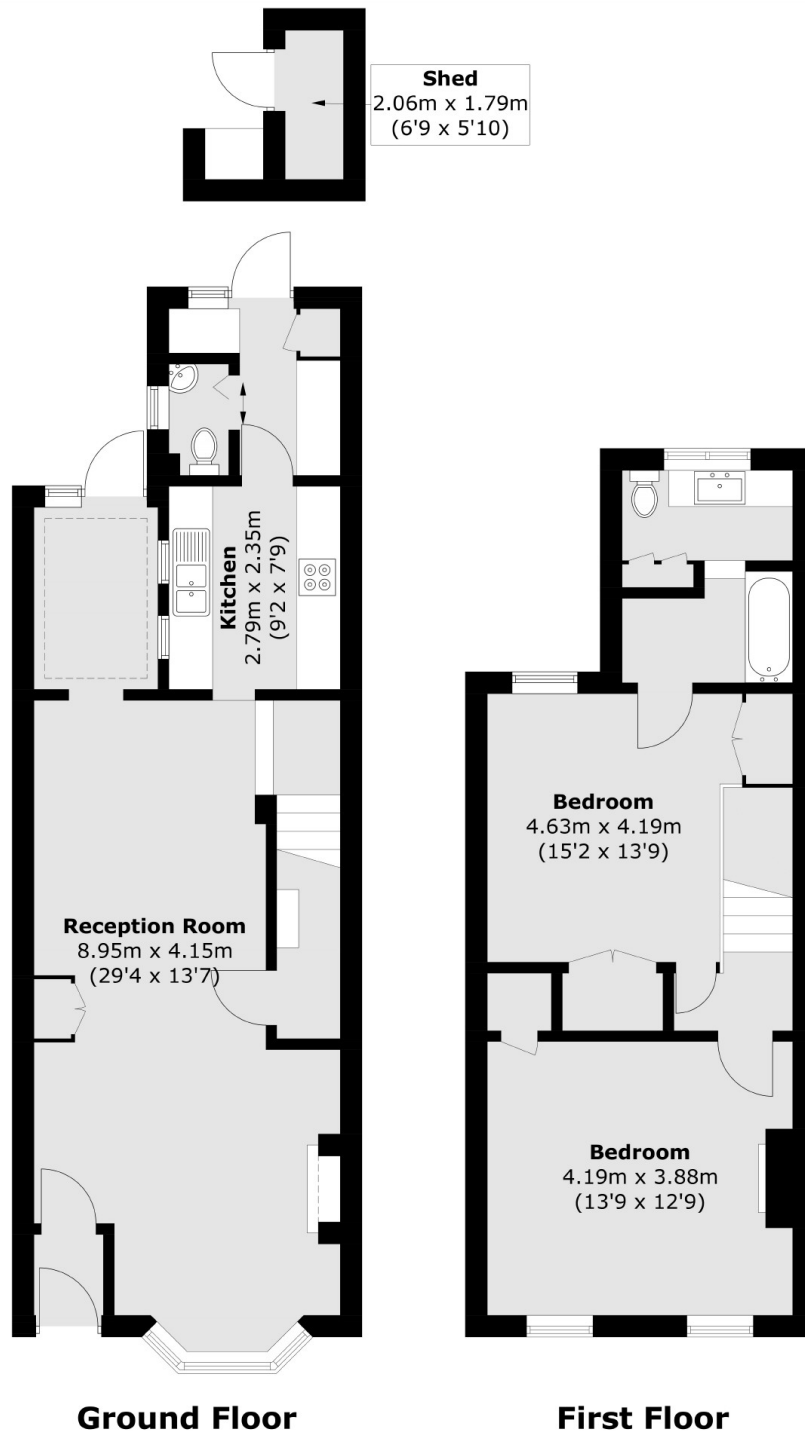 Shed
2.06m x 1.79m
(6'9 x 5'10)
Kitchen
2.79m x 2.35m
(9'2 x 7'9)
Reception Room
8.95m x 4.15m
(29'4 x 13'7)
Bedroom
4.63m x 4.19m
(15'2 x 13'9)
Bedroom
4.19m x 3.88m
(13'9 x 12'9)
Ground Floor
First Floor